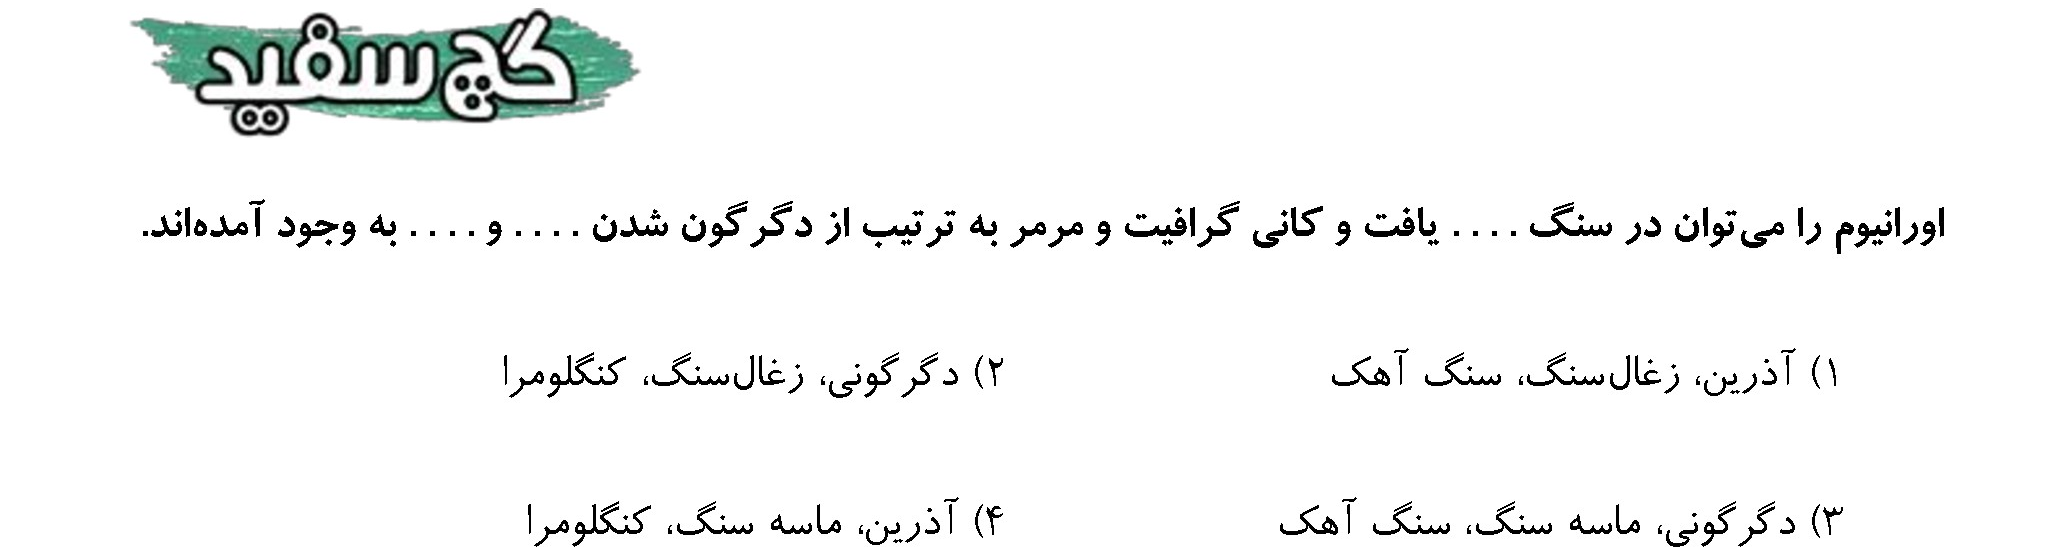 گچ سفید
اورانیوم را می‌توان در سنگ .... یافت و کانی گرافیت و مرمر به ترتیب از دگرگون شدن .... و .... به وجود آمده‌اند.
۱) آذرین، زغال‌سنگ، سنگ آهک
۲) دگرگونی، زغال‌سنگ، کنگلومرا
۳) دگرگونی، ماسه سنگ، سنگ آهک
۴) آذرین، ماسه سنگ، کنگلومرا